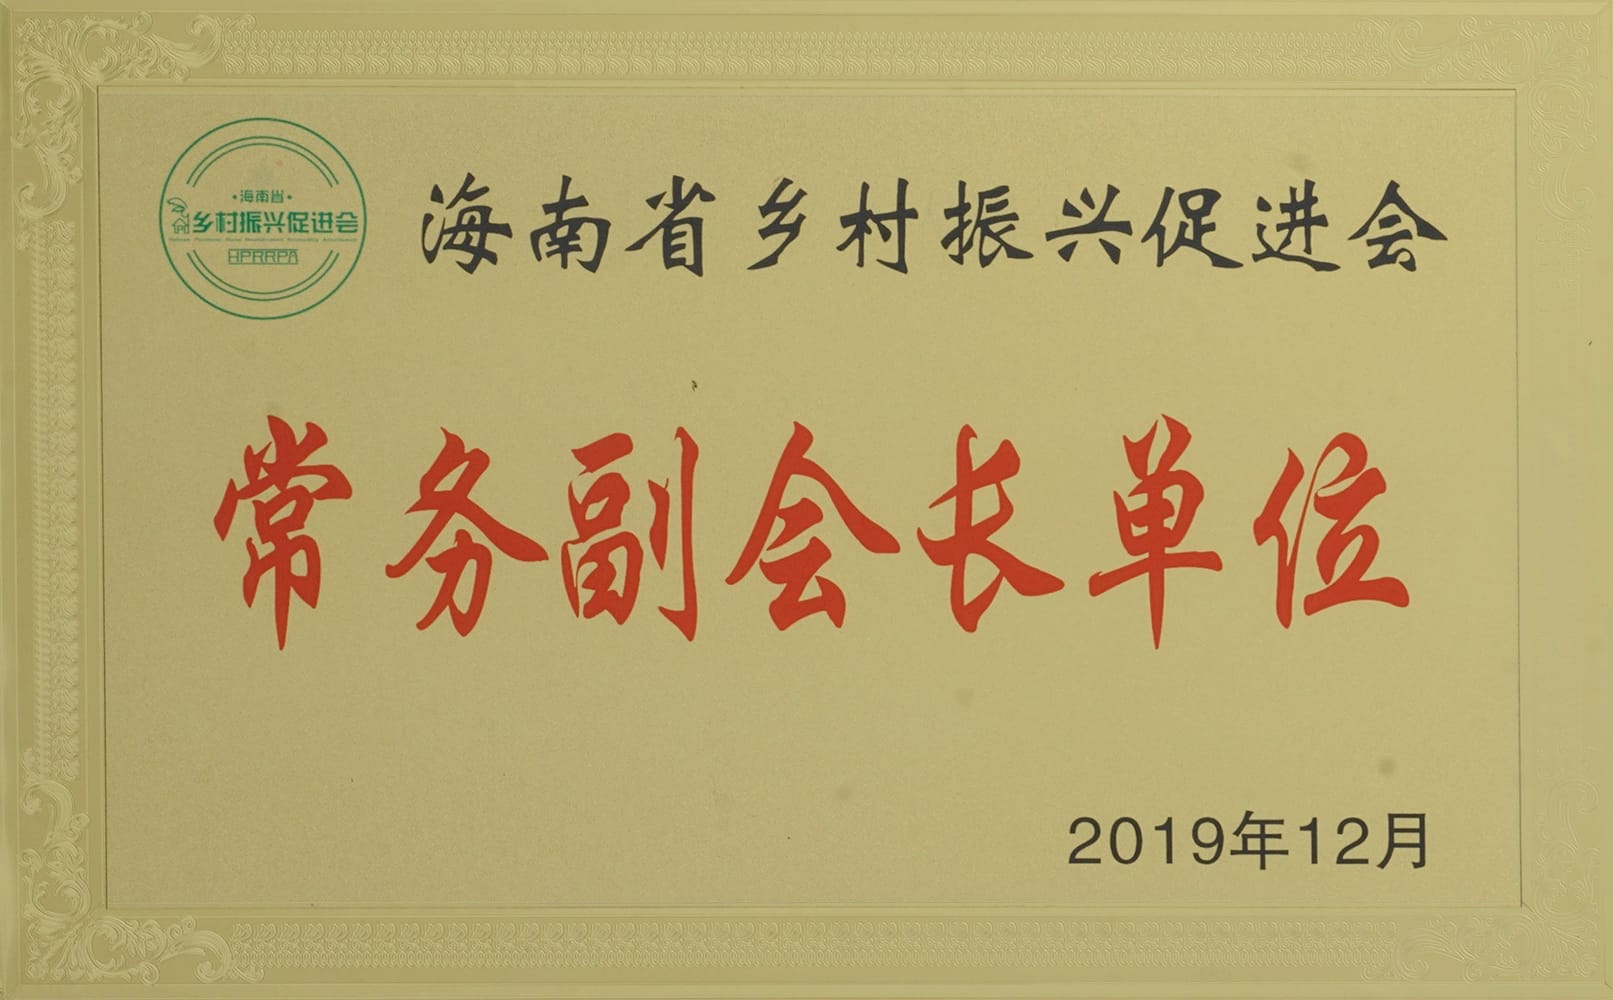 ·海南省·
乡村振兴促进会
HPRRPA
海南省乡村振兴促进会
常务副会长单位
2019年12月